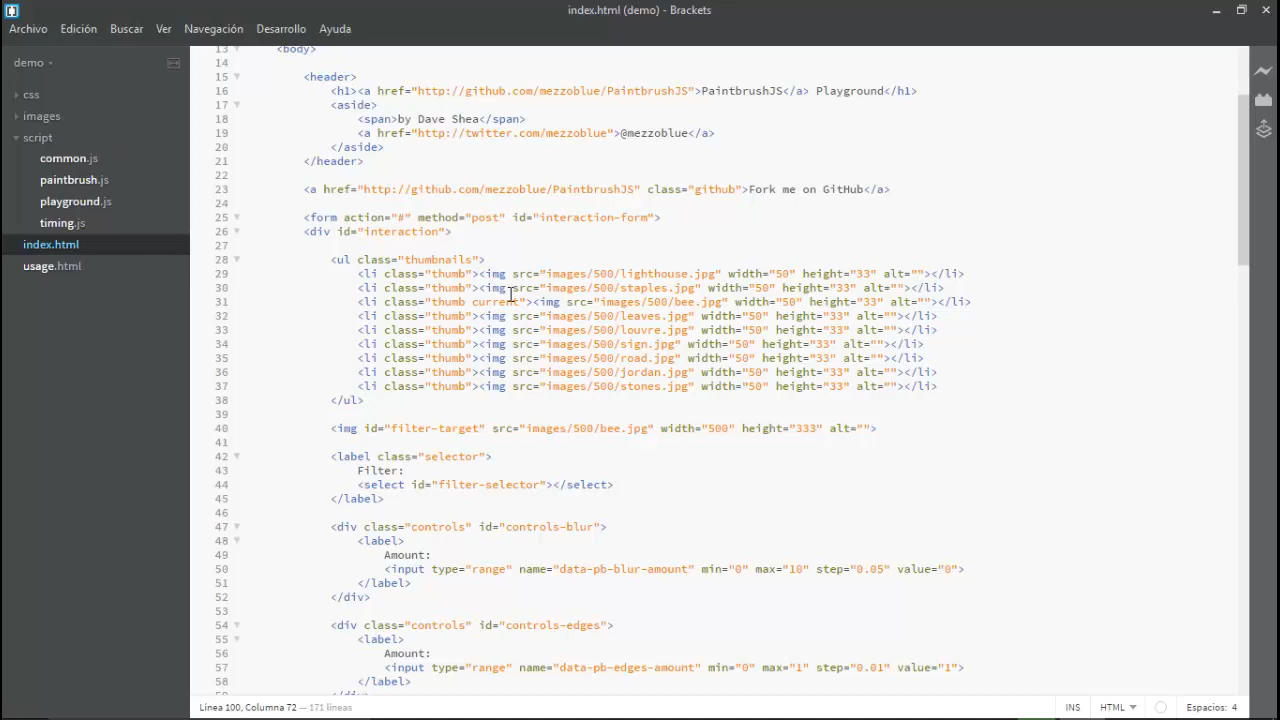 index.html (demo) - Brackets
Archivo Edición Buscar Ver Navegación Desarrollo Ayuda
demo
css
images
script
common.js
paintbrush.js
playground.js
timing.js
index.html
usage.html
13 <body>
14
15 <header>
16 <h1><a href="http://github.com/mezzoblue/PaintbrushJS">PaintbrushJS</a> Playground</h1>
17 <aside>
18 <span>by Dave Shea</span>
19 <a href="http://twitter.com/mezzoblue">@mezzoblue</a>
20 </aside>
21 </header>
22
23 <a href="http://github.com/mezzoblue/PaintbrushJS" class="github">Fork me on GitHub</a>
24
25 <form action="#" method="post" id="interaction-form">
26 <div id="interaction">
27
28 <ul class="thumbnails">
29 <li class="thumb"><img src="images/500/lighthouse.jpg" width="50" height="33" alt=""></li>
30 <li class="thumb"><img src="images/500/staples.jpg" width="50" height="33" alt=""></li>
31 <li class="thumb current"><img src="images/500/bee.jpg" width="50" height="33" alt=""></li>
32 <li class="thumb"><img src="images/500/leaves.jpg" width="50" height="33" alt=""></li>
33 <li class="thumb"><img src="images/500/louvre.jpg" width="50" height="33" alt=""></li>
34 <li class="thumb"><img src="images/500/sign.jpg" width="50" height="33" alt=""></li>
35 <li class="thumb"><img src="images/500/road.jpg" width="50" height="33" alt=""></li>
36 <li class="thumb"><img src="images/500/jordan.jpg" width="50" height="33" alt=""></li>
37 <li class="thumb"><img src="images/500/stones.jpg" width="50" height="33" alt=""></li>
38 </ul>
39
40 <img id="filter-target" src="images/500/bee.jpg" width="500" height="333" alt="">
41
42 <label class="selector">
43 Filter:
44 <select id="filter-selector"></select>
45 </label>
46
47 <div class="controls" id="controls-blur">
48 <label>
49 Amount:
50 <input type="range" name="data-pb-blur-amount" min="0" max="10" step="0.05" value="0">
51 </label>
52 </div>
53
54 <div class="controls" id="controls-edges">
55 <label>
56 Amount:
57 <input type="range" name="data-pb-edges-amount" min="0" max="1" step="0.01" value="1">
58 </label>
59 </div>
Línea 100, Columna 72 — 171 líneas INS HTML Espacios: 4